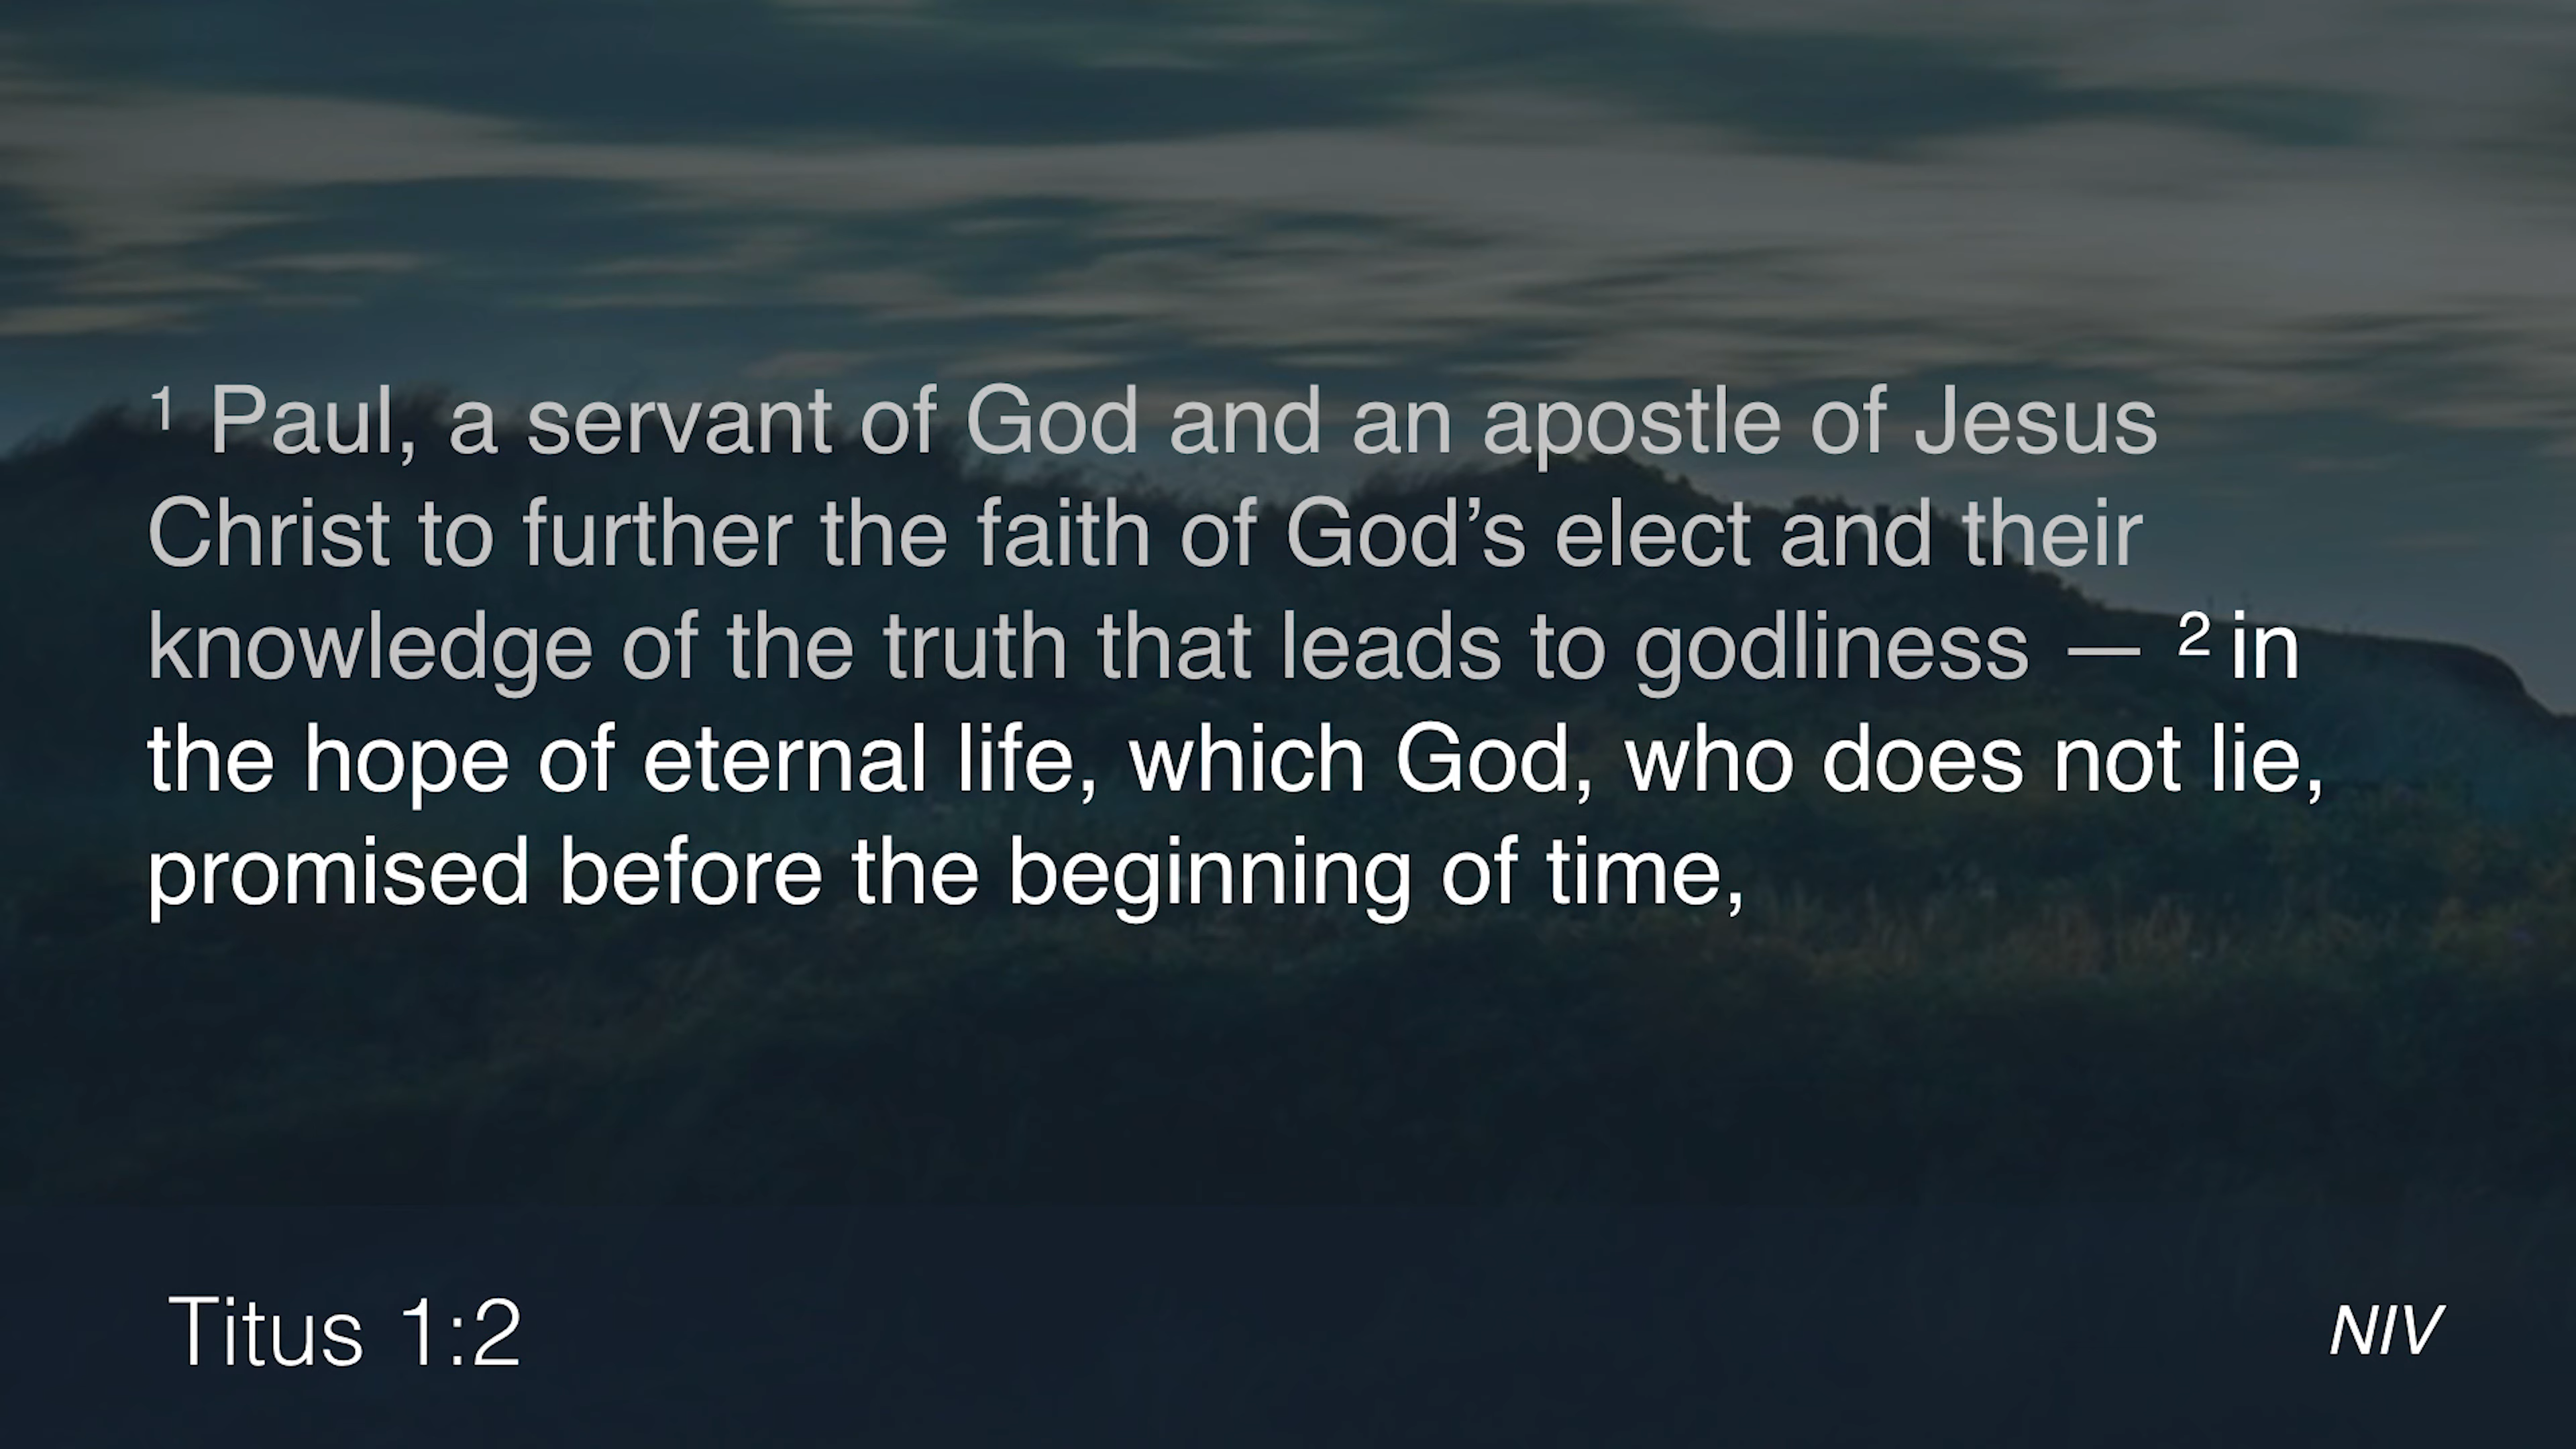 ¹ Paul, a servant of God and an apostle of Jesus
Christ to further the faith of God’s elect and their
knowledge of the truth that leads to godliness — ² in
the hope of eternal life, which God, who does not lie,
promised before the beginning of time,
Titus 1:2
NIV